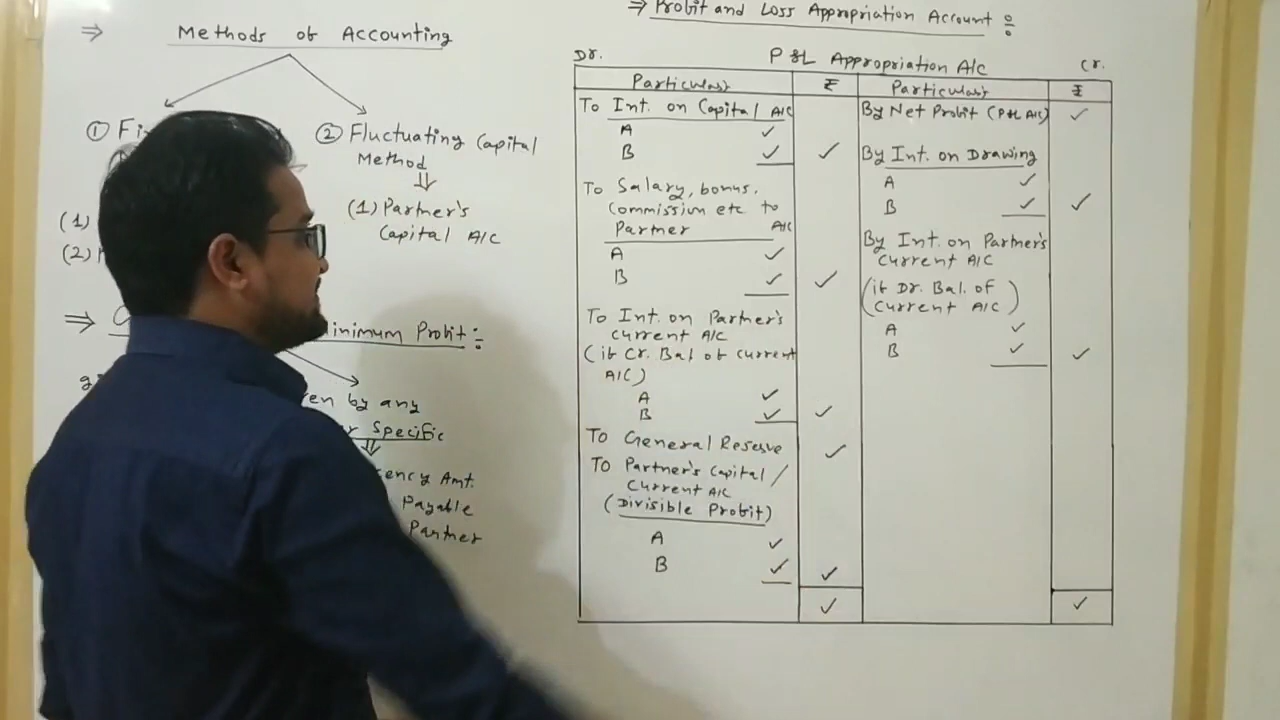 ⇒ Methods of Accounting
① Fi
② Fluctuating Capital
Method
⇓
(1)
(2)
(1) Partner's
Capital A/C
⇒ inimum Profit :
en by any
Specific
ency Amt.
Payable
Partner
⇒ Profit and Loss Appropriation Account :
Dr. P & L Appropriation A/c Cr.
Particulars ₹ Particulars ₹
To Int. on Capital A/C
A ✓
B ✓ ✓
To Salary, bonus,
Commission etc to
Partner A/C
A ✓
B ✓ ✓
To Int. on Partner's
Current A/C
(if Cr. Bal of current
A/C)
A ✓
B ✓ ✓
To General Reserve ✓
To Partner's Capital /
Current A/C
(Divisible Profit)
A ✓
B ✓ ✓
✓
By Net Profit (P&L A/c) ✓
By Int. on Drawing
A ✓
B ✓ ✓
By Int. on Partner's
Current A/C
(if Dr. Bal. of
Current A/C)
A ✓
B ✓ ✓
✓